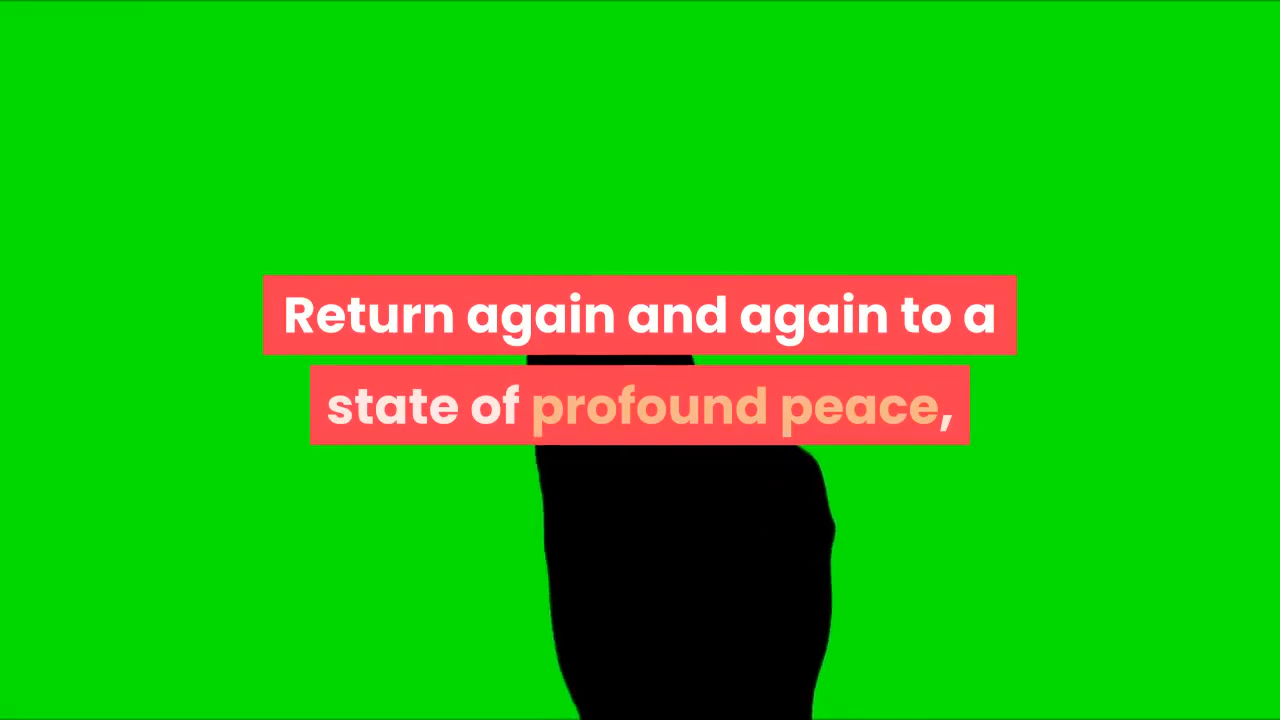 Return again and again to a
state of profound peace,